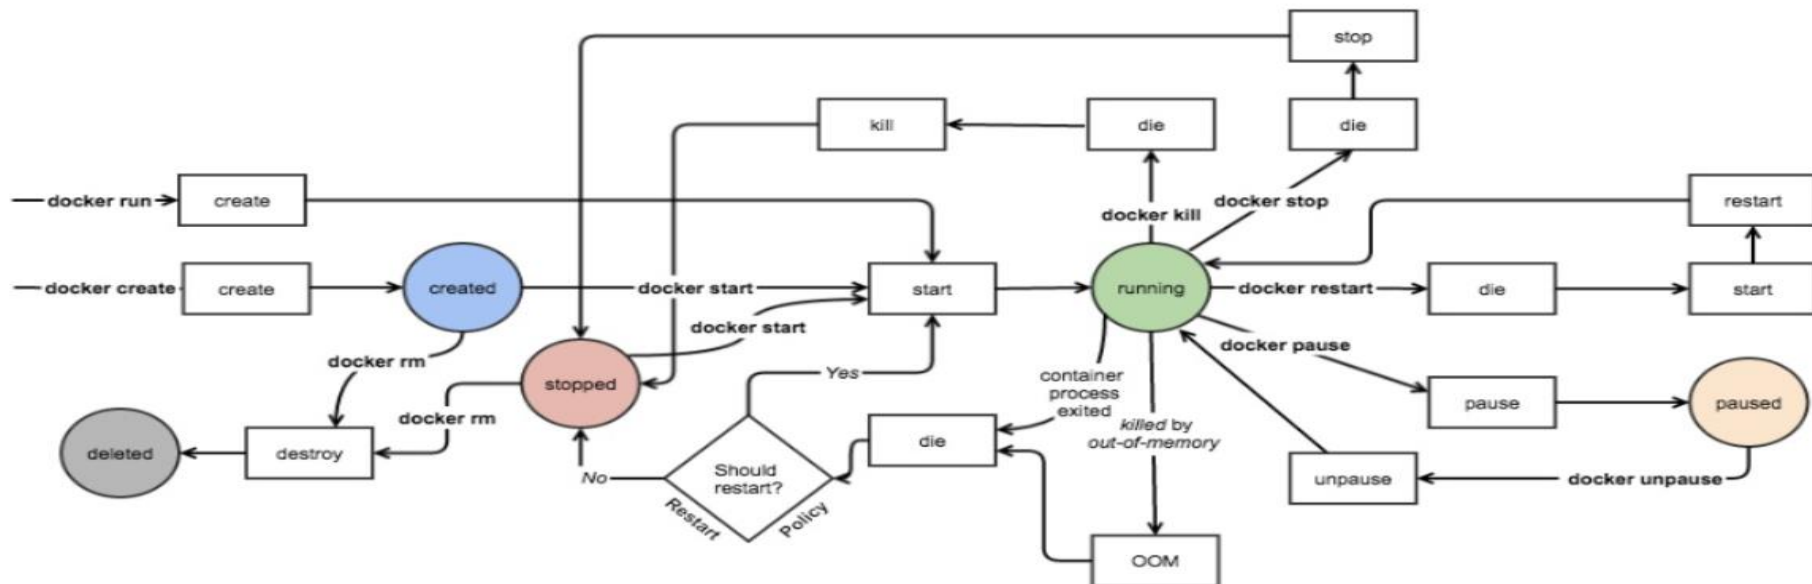 stop
kill
die
die
docker run
create
docker kill
docker stop
restart
docker create
create
created
docker start
start
running
docker restart
die
start
docker start
docker rm
docker pause
stopped
Yes
container
process
exited
pause
paused
docker rm
killed by
out-of-memory
deleted
destroy
die
Should
restart?
No
unpause
docker unpause
Restart
Policy
OOM